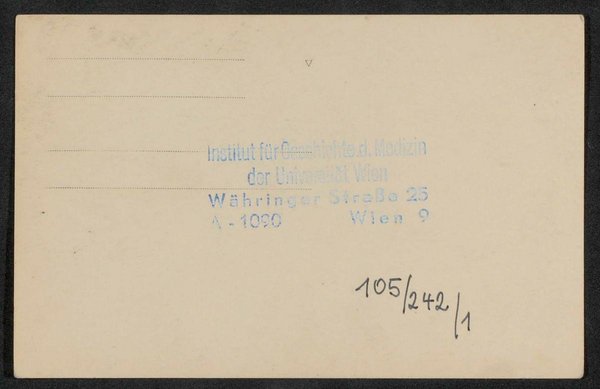 Institut für Geschichte d. Medizin
der Universität Wien
Währinger Straße 25
A - 1090 Wien 9
105/242/1